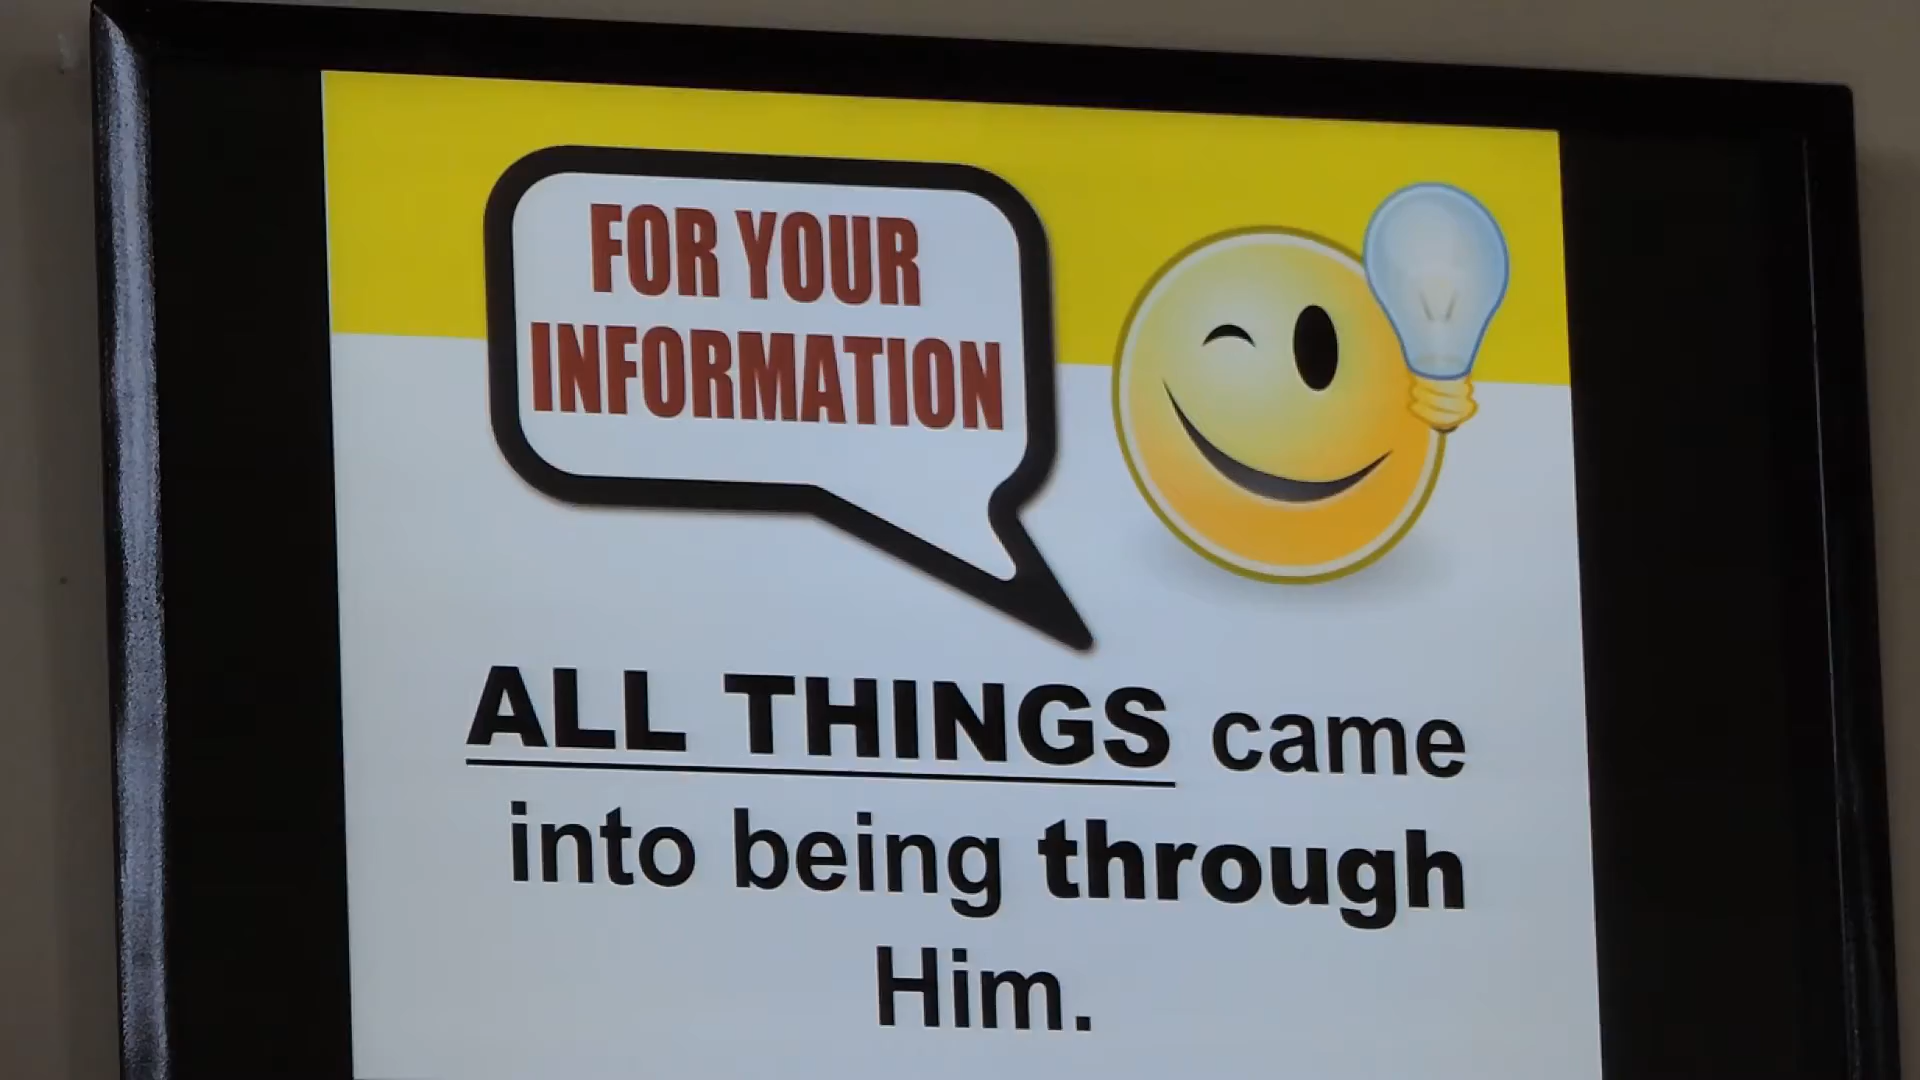 FOR YOUR
INFORMATION
ALL THINGS came
into being through
Him.